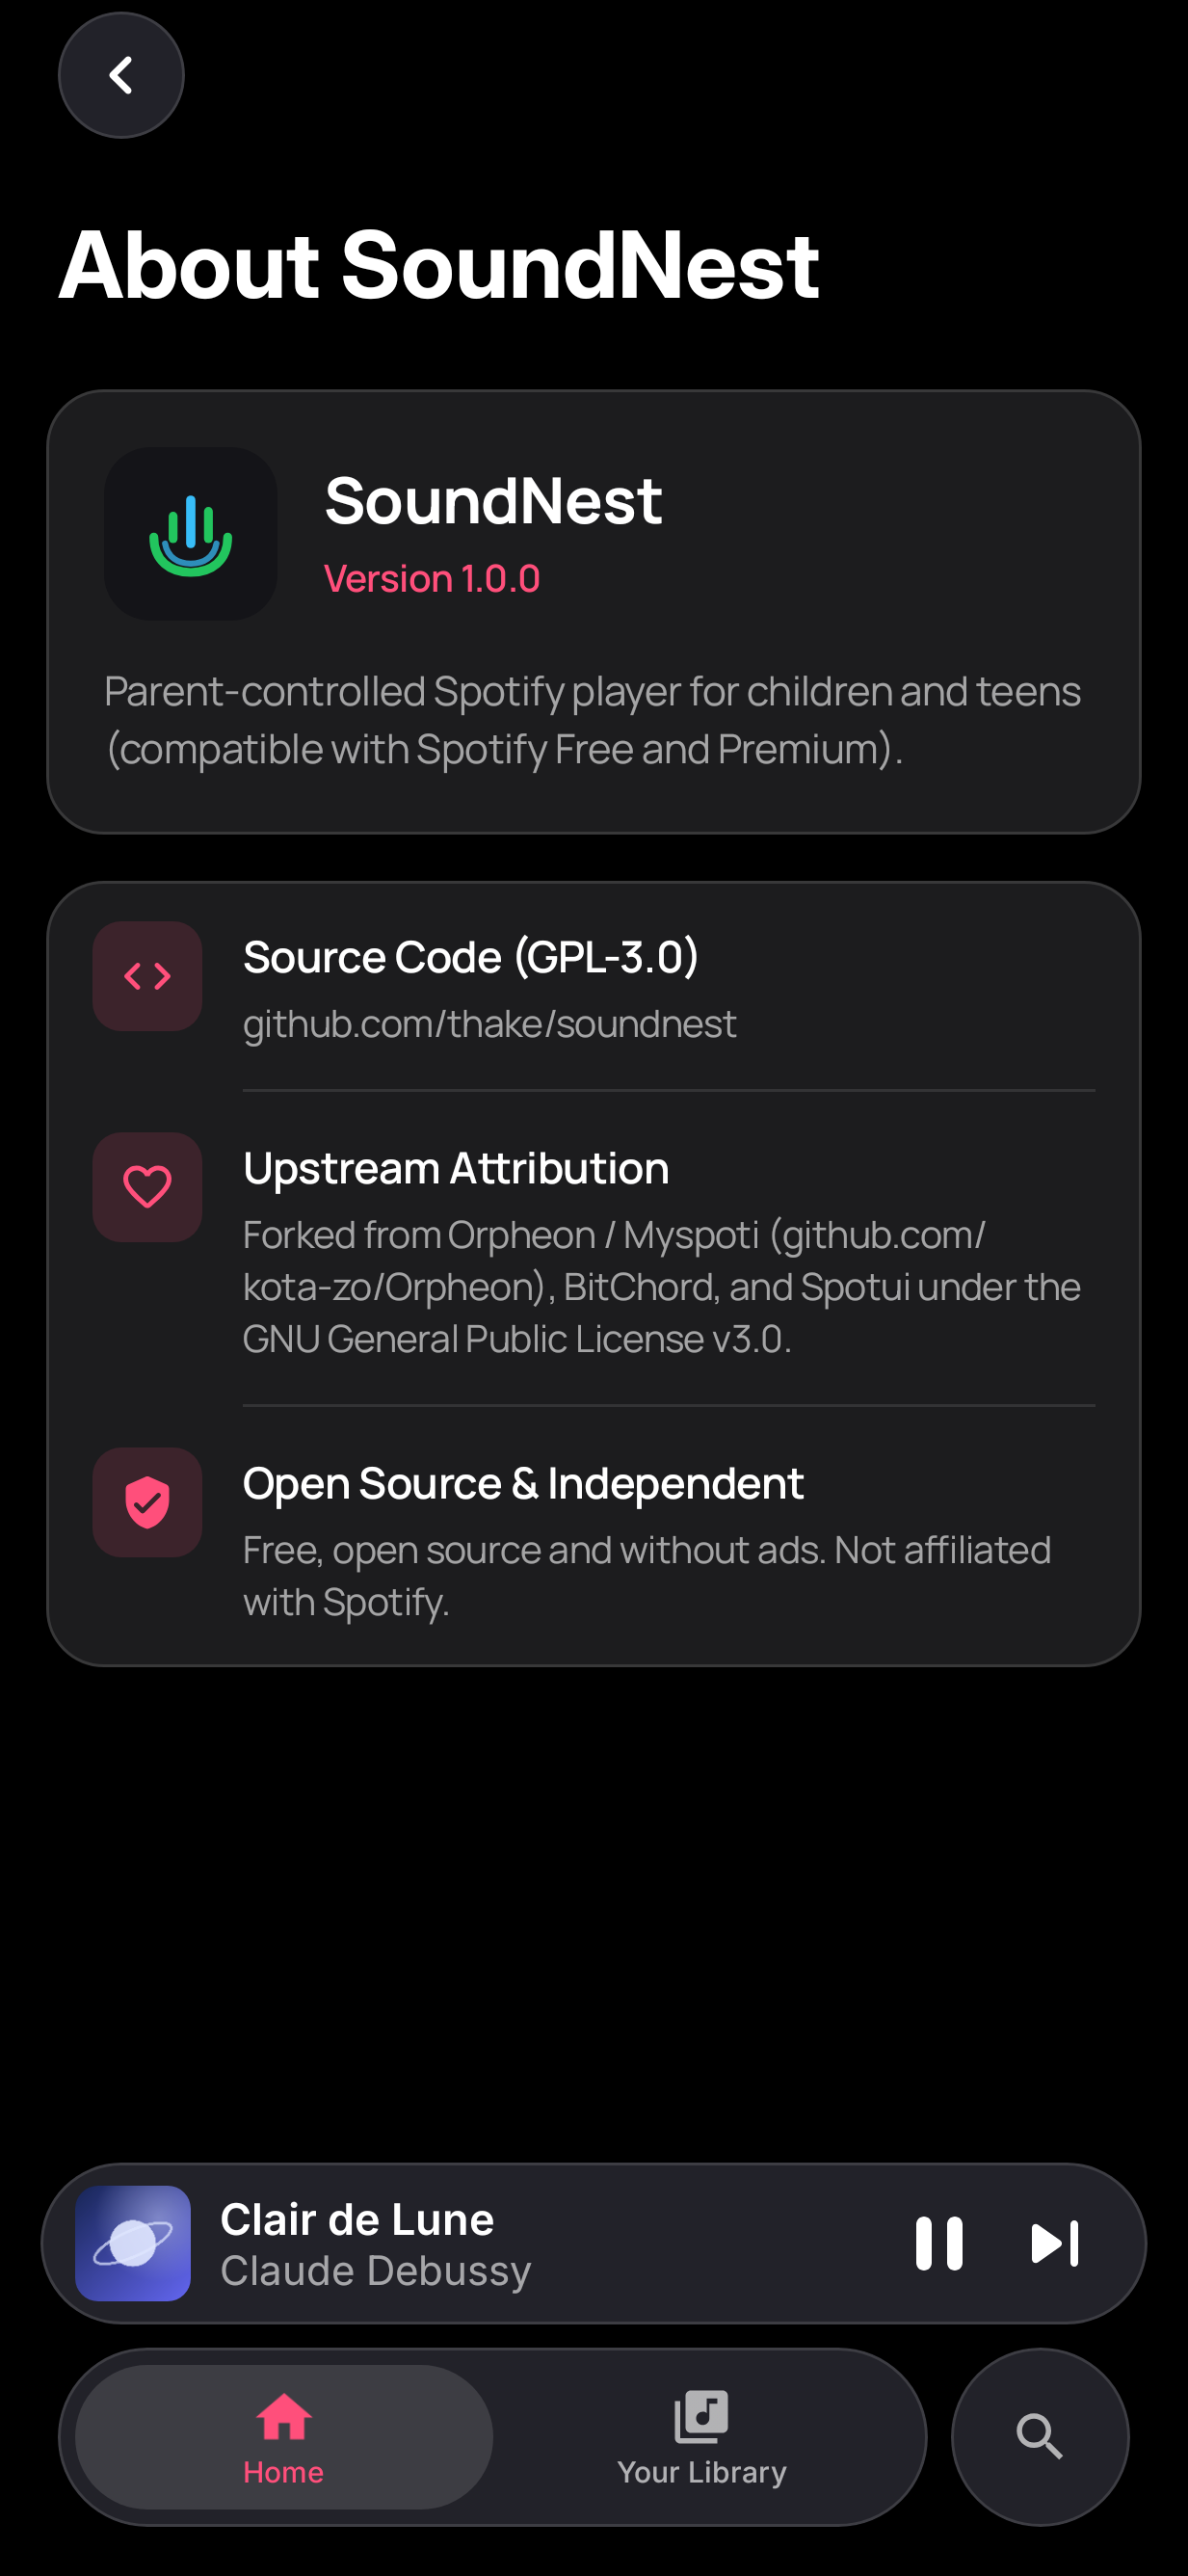 About SoundNest
SoundNest
Version 1.0.0
Parent-controlled Spotify player for children and teens
(compatible with Spotify Free and Premium).
Source Code (GPL-3.0)
github.com/thake/soundnest
Upstream Attribution
Forked from Orpheon / Myspoti (github.com/
kota-zo/Orpheon), BitChord, and Spotui under the
GNU General Public License v3.0.
Open Source & Independent
Free, open source and without ads. Not affiliated
with Spotify.
Clair de Lune
Claude Debussy
Home
Your Library